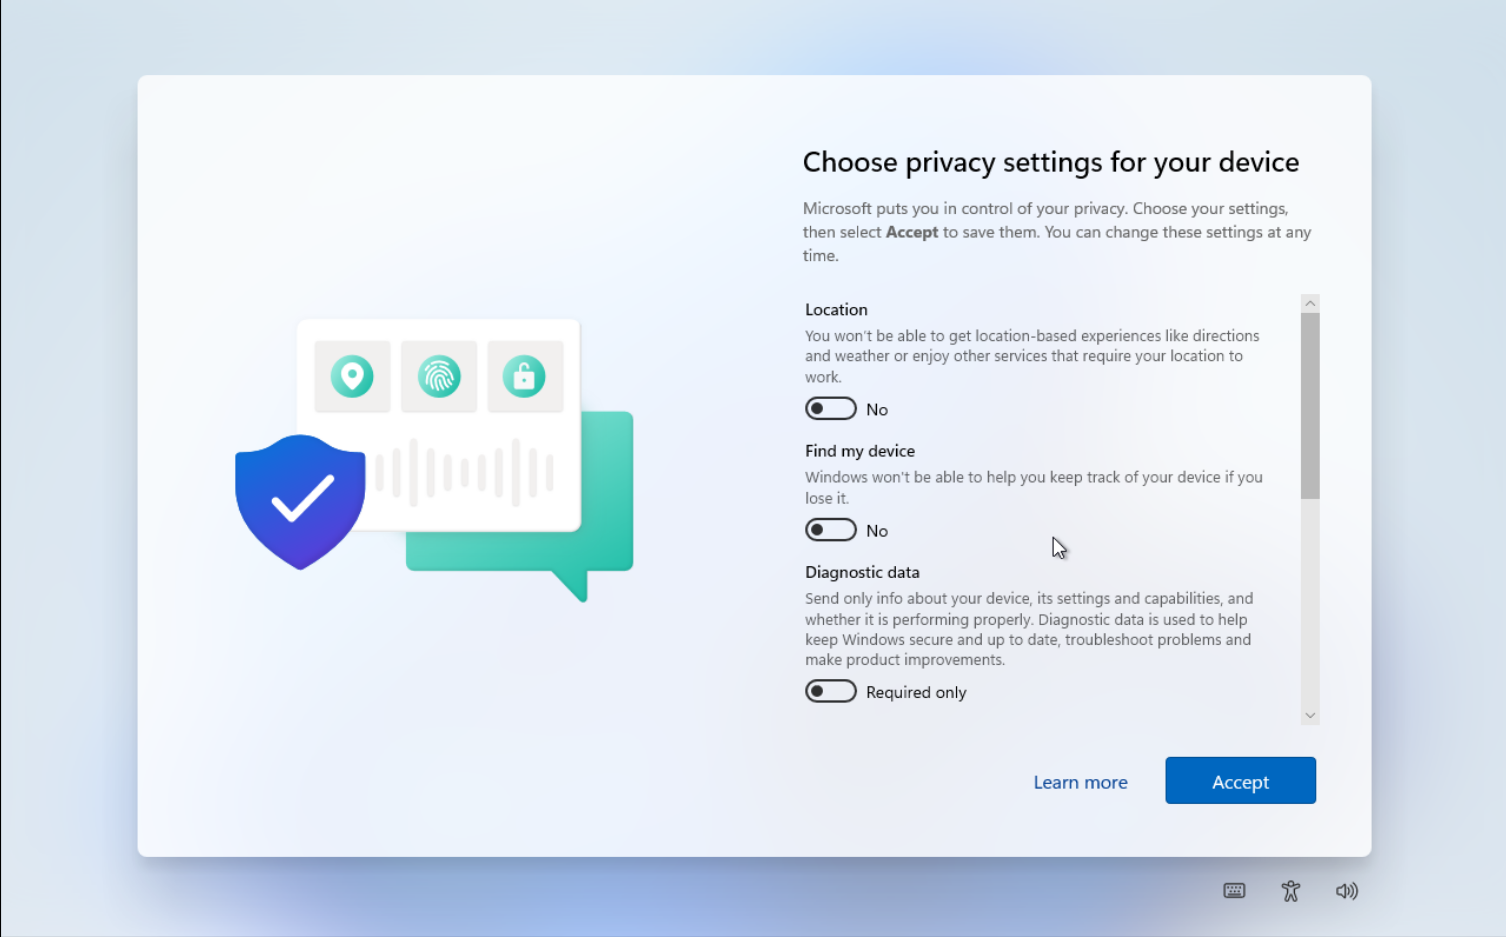 Choose privacy settings for your device
Microsoft puts you in control of your privacy. Choose your settings,
then select Accept to save them. You can change these settings at any
time.
Location
You won't be able to get location-based experiences like directions
and weather or enjoy other services that require your location to
work.
No
Find my device
Windows won't be able to help you keep track of your device if you
lose it.
No
Diagnostic data
Send only info about your device, its settings and capabilities, and
whether it is performing properly. Diagnostic data is used to help
keep Windows secure and up to date, troubleshoot problems and
make product improvements.
Required only
Learn more
Accept